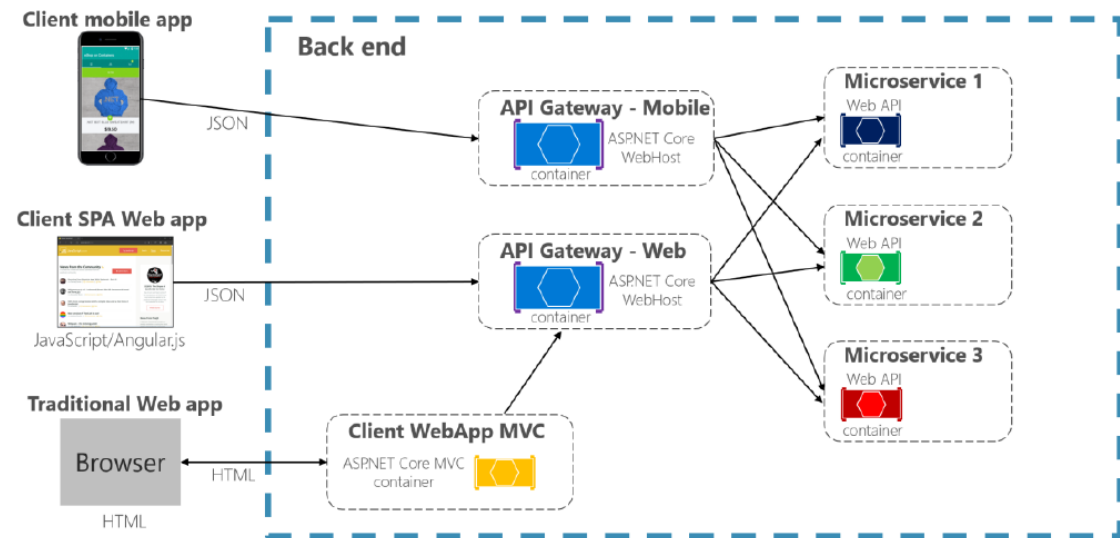 Client mobile app
JSON
Back end
API Gateway - Mobile
ASP.NET Core
WebHost
container
Microservice 1
Web API
container
Client SPA Web app
JavaScript/Angular.js
JSON
API Gateway - Web
ASP.NET Core
WebHost
container
Microservice 2
Web API
container
Microservice 3
Web API
container
Traditional Web app
Browser
HTML
HTML
Client WebApp MVC
ASP.NET Core MVC
container